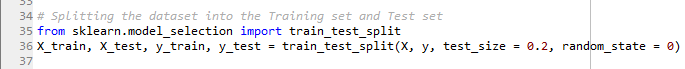 33
34 # Splitting the dataset into the Training set and Test set
35 from sklearn.model_selection import train_test_split
36 X_train, X_test, y_train, y_test = train_test_split(X, y, test_size = 0.2, random_state = 0)
37